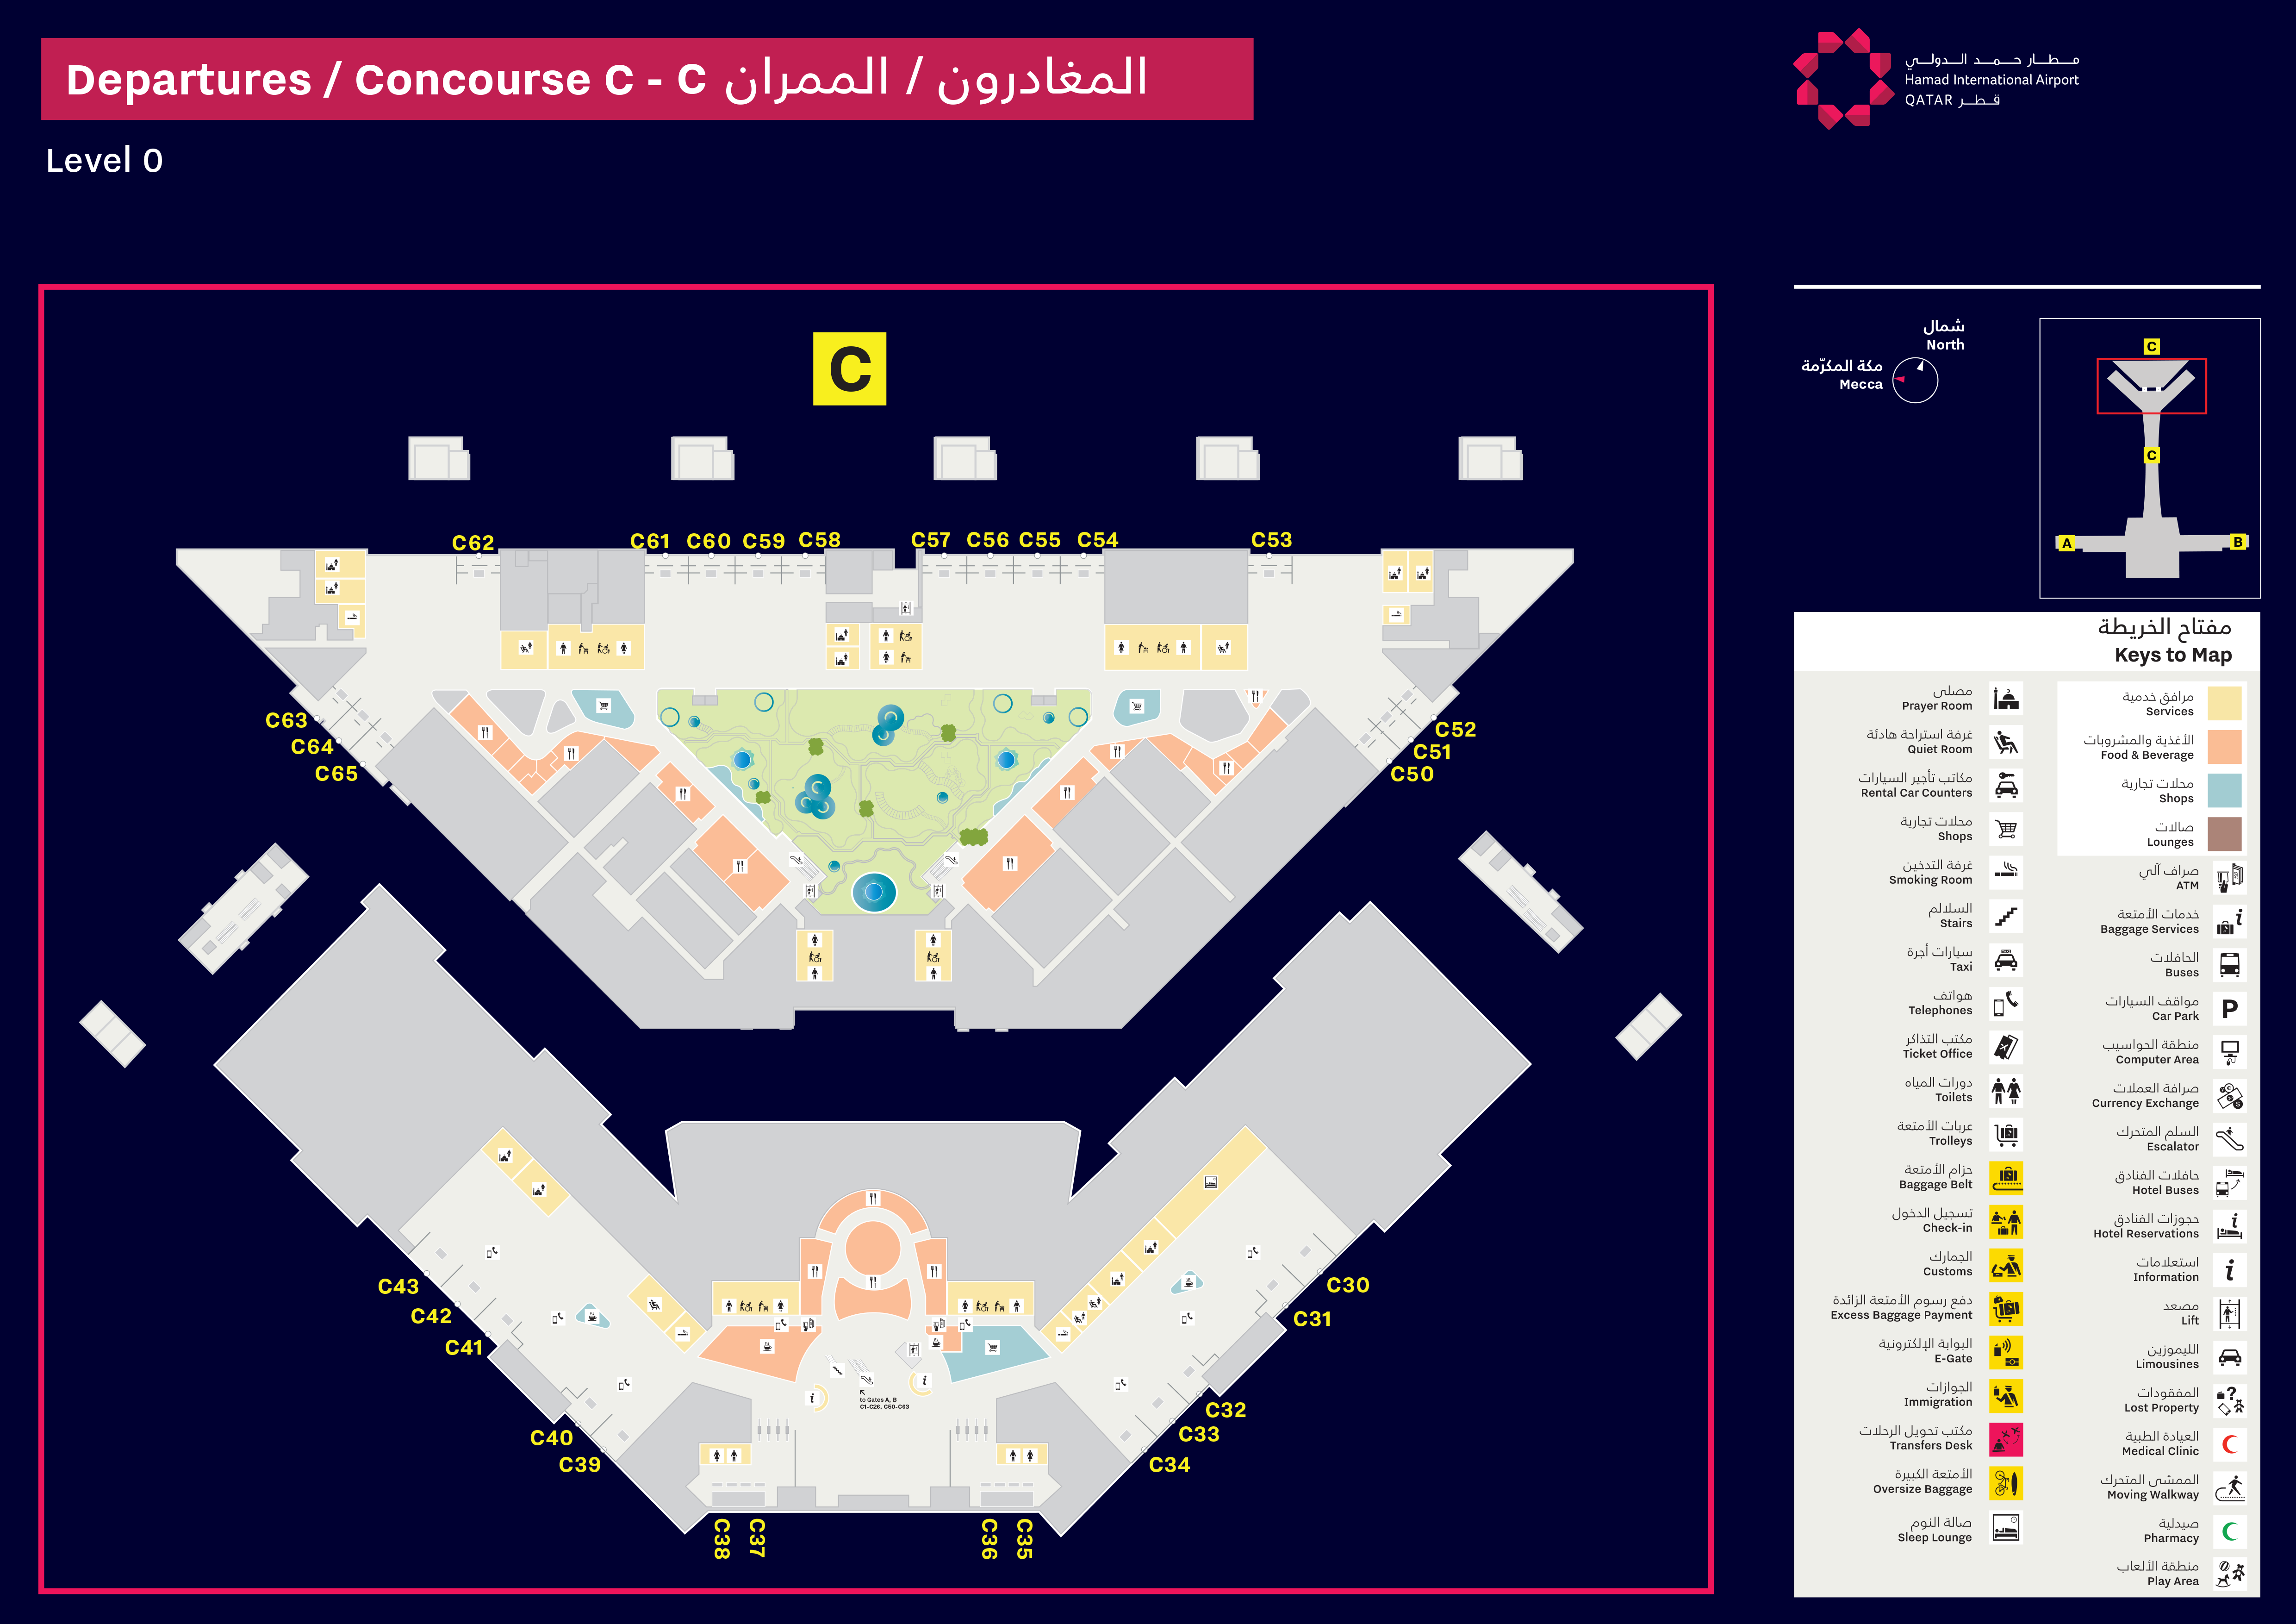 Departures / Concourse C - C المغادرون / الممران
Level 0
مـطـــار حـــمـــد الـــدولـــي
Hamad International Airport
QATAR قـطـــر
شمال
North
مكة المكرّمة
Mecca
C
C
A
B
C
C62
C61
C60
C59
C58
C57
C56
C55
C54
C53
C63
C64
C65
C52
C51
C50
C43
C42
C41
C40
C39
C30
C31
C32
C33
C34
C38
C37
C36
C35
to Gates A, B
C1-C26, C50-C63
مفتاح الخريطة
Keys to Map
مصلى
Prayer Room
غرفة استراحة هادئة
Quiet Room
مكاتب تأجير السيارات
Rental Car Counters
محلات تجارية
Shops
غرفة التدخين
Smoking Room
السلالم
Stairs
سيارات أجرة
Taxi
هواتف
Telephones
مكتب التذاكر
Ticket Office
دورات المياه
Toilets
عربات الأمتعة
Trolleys
حزام الأمتعة
Baggage Belt
تسجيل الدخول
Check-in
الجمارك
Customs
دفع رسوم الأمتعة الزائدة
Excess Baggage Payment
البوابة الإلكترونية
E-Gate
الجوازات
Immigration
مكتب تحويل الرحلات
Transfers Desk
الأمتعة الكبيرة
Oversize Baggage
صالة النوم
Sleep Lounge
مرافق خدمية
Services
الأغذية والمشروبات
Food & Beverage
محلات تجارية
Shops
صالات
Lounges
صراف آلي
ATM
خدمات الأمتعة
Baggage Services
الحافلات
Buses
مواقف السيارات
Car Park
P
منطقة الحواسيب
Computer Area
صرافة العملات
Currency Exchange
السلم المتحرك
Escalator
حافلات الفنادق
Hotel Buses
حجوزات الفنادق
Hotel Reservations
استعلامات
Information
مصعد
Lift
الليموزين
Limousines
المفقودات
Lost Property
العيادة الطبية
Medical Clinic
الممشى المتحرك
Moving Walkway
صيدلية
Pharmacy
منطقة الألعاب
Play Area